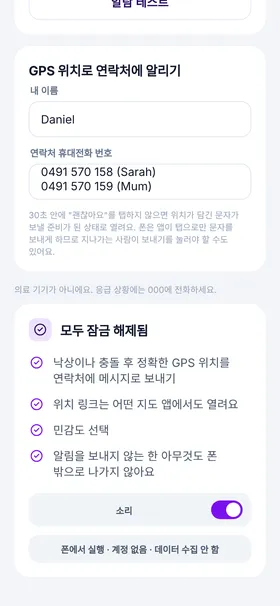 알람 테스트
GPS 위치로 연락처에 알리기
내 이름
Daniel
연락처 휴대전화 번호
0491 570 158 (Sarah)
0491 570 159 (Mum)
30초 안에 "괜찮아요"를 탭하지 않으면 위치가 담긴 문자가
보낼 준비가 된 상태로 열려요. 폰은 앱이 탭으로만 문자를
보내게 하므로 지나가는 사람이 보내기를 눌러야 할 수도
있어요.
의료 기기가 아니에요. 응급 상황에는 000에 전화하세요.
모두 잠금 해제됨
낙상이나 충돌 후 정확한 GPS 위치를
연락처에 메시지로 보내기
위치 링크는 어떤 지도 앱에서도 열려요
민감도 선택
알림을 보내지 않는 한 아무것도 폰
밖으로 나가지 않아요
소리
폰에서 실행 · 계정 없음 · 데이터 수집 안 함